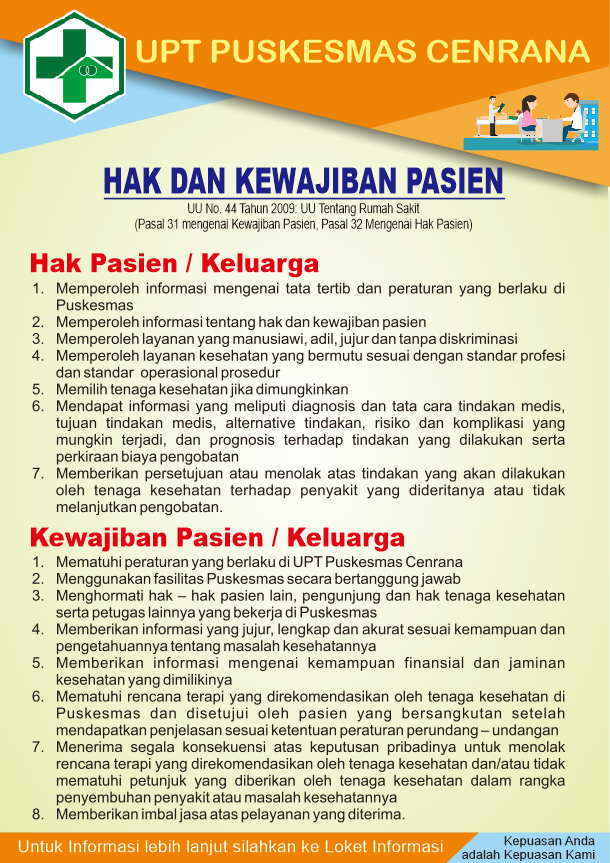 UPT PUSKESMAS CENRANA
HAK DAN KEWAJIBAN PASIEN
UU No. 44 Tahun 2009: UU Tentang Rumah Sakit
(Pasal 31 mengenai Kewajiban Pasien, Pasal 32 Mengenai Hak Pasien)
Hak Pasien / Keluarga
1. Memperoleh informasi mengenai tata tertib dan peraturan yang berlaku di
Puskesmas
2. Memperoleh informasi tentang hak dan kewajiban pasien
3. Memperoleh layanan yang manusiawi, adil, jujur dan tanpa diskriminasi
4. Memperoleh layanan kesehatan yang bermutu sesuai dengan standar profesi
dan standar operasional prosedur
5. Memilih tenaga kesehatan jika dimungkinkan
6. Mendapat informasi yang meliputi diagnosis dan tata cara tindakan medis,
tujuan tindakan medis, alternative tindakan, risiko dan komplikasi yang
mungkin terjadi, dan prognosis terhadap tindakan yang dilakukan serta
perkiraan biaya pengobatan
7. Memberikan persetujuan atau menolak atas tindakan yang akan dilakukan
oleh tenaga kesehatan terhadap penyakit yang dideritanya atau tidak
melanjutkan pengobatan.
Kewajiban Pasien / Keluarga
1. Mematuhi peraturan yang berlaku di UPT Puskesmas Cenrana
2. Menggunakan fasilitas Puskesmas secara bertanggung jawab
3. Menghormati hak – hak pasien lain, pengunjung dan hak tenaga kesehatan
serta petugas lainnya yang bekerja di Puskesmas
4. Memberikan informasi yang jujur, lengkap dan akurat sesuai kemampuan dan
pengetahuannya tentang masalah kesehatannya
5. Memberikan informasi mengenai kemampuan finansial dan jaminan
kesehatan yang dimilikinya
6. Mematuhi rencana terapi yang direkomendasikan oleh tenaga kesehatan di
Puskesmas dan disetujui oleh pasien yang bersangkutan setelah
mendapatkan penjelasan sesuai ketentuan peraturan perundang – undangan
7. Menerima segala konsekuensi atas keputusan pribadinya untuk menolak
rencana terapi yang direkomendasikan oleh tenaga kesehatan dan/atau tidak
mematuhi petunjuk yang diberikan oleh tenaga kesehatan dalam rangka
penyembuhan penyakit atau masalah kesehatannya
8. Memberikan imbal jasa atas pelayanan yang diterima.
Untuk Informasi lebih lanjut silahkan ke Loket Informasi
Kepuasan Anda
adalah Kepuasan Kami